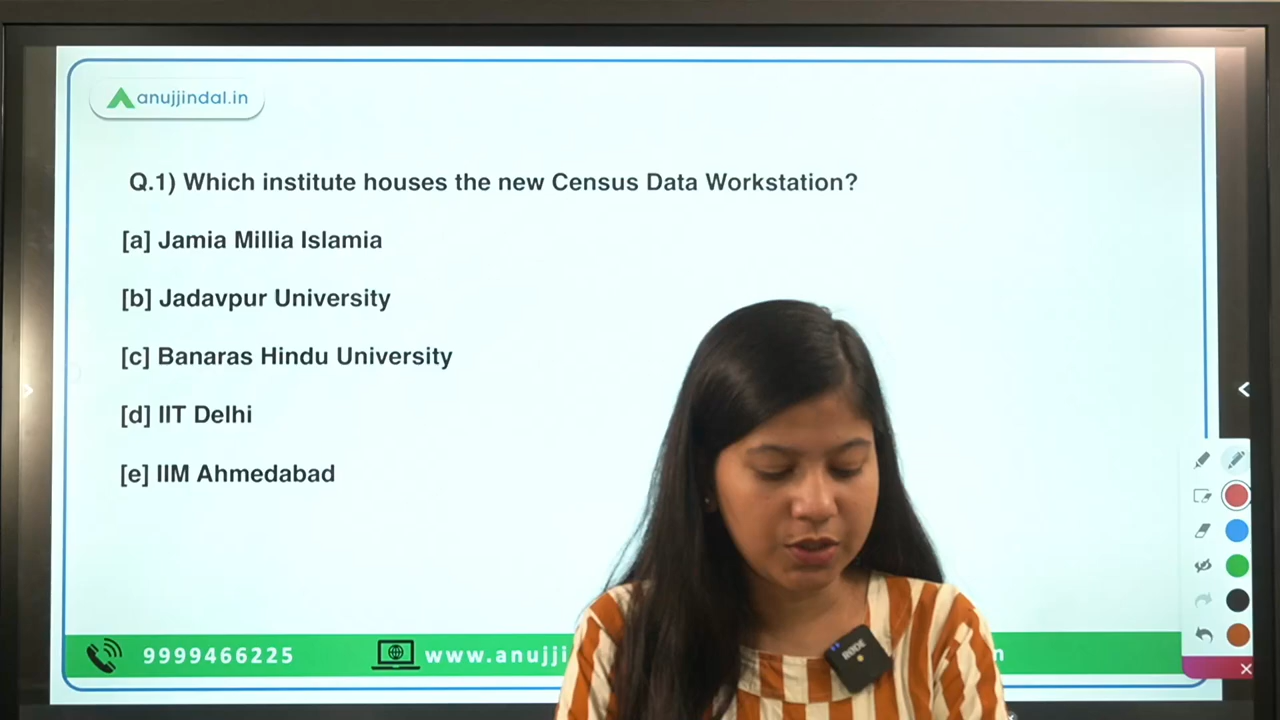 anujjindal.in
Q.1) Which institute houses the new Census Data Workstation?
[a] Jamia Millia Islamia
[b] Jadavpur University
[c] Banaras Hindu University
[d] IIT Delhi
[e] IIM Ahmedabad
RØDE
9999466225
www.anujji
n